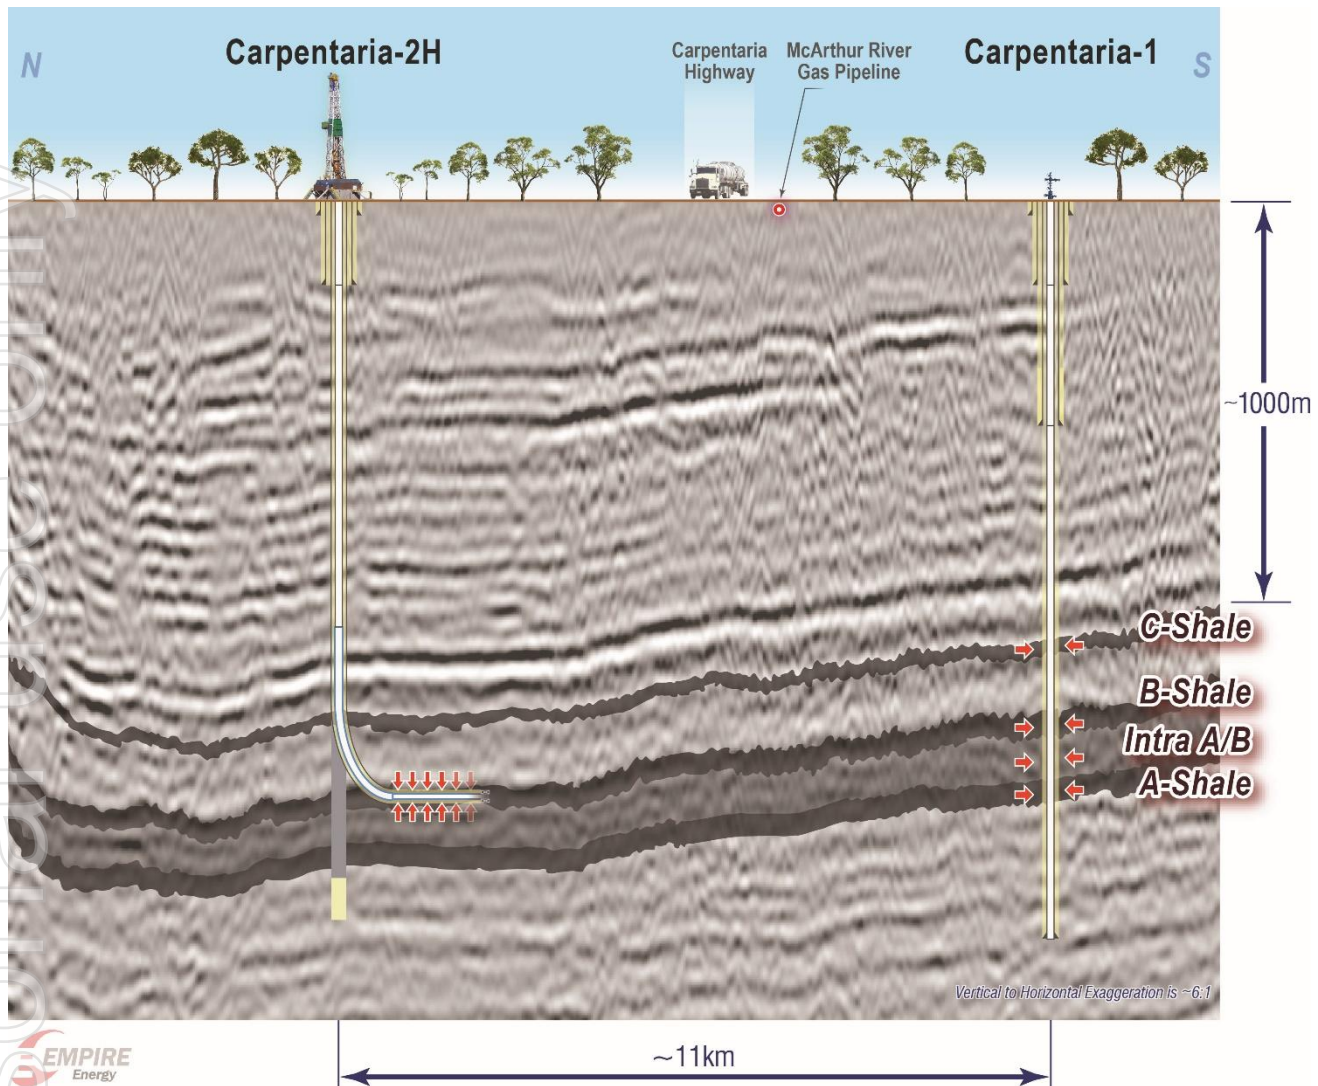 N
Carpentaria-2H
Carpentaria
Highway
McArthur River
Gas Pipeline
Carpentaria-1
S
~1000m
C-Shale
B-Shale
Intra A/B
A-Shale
Vertical to Horizontal Exaggeration is ~6:1
~11km
EMPIRE
Energy